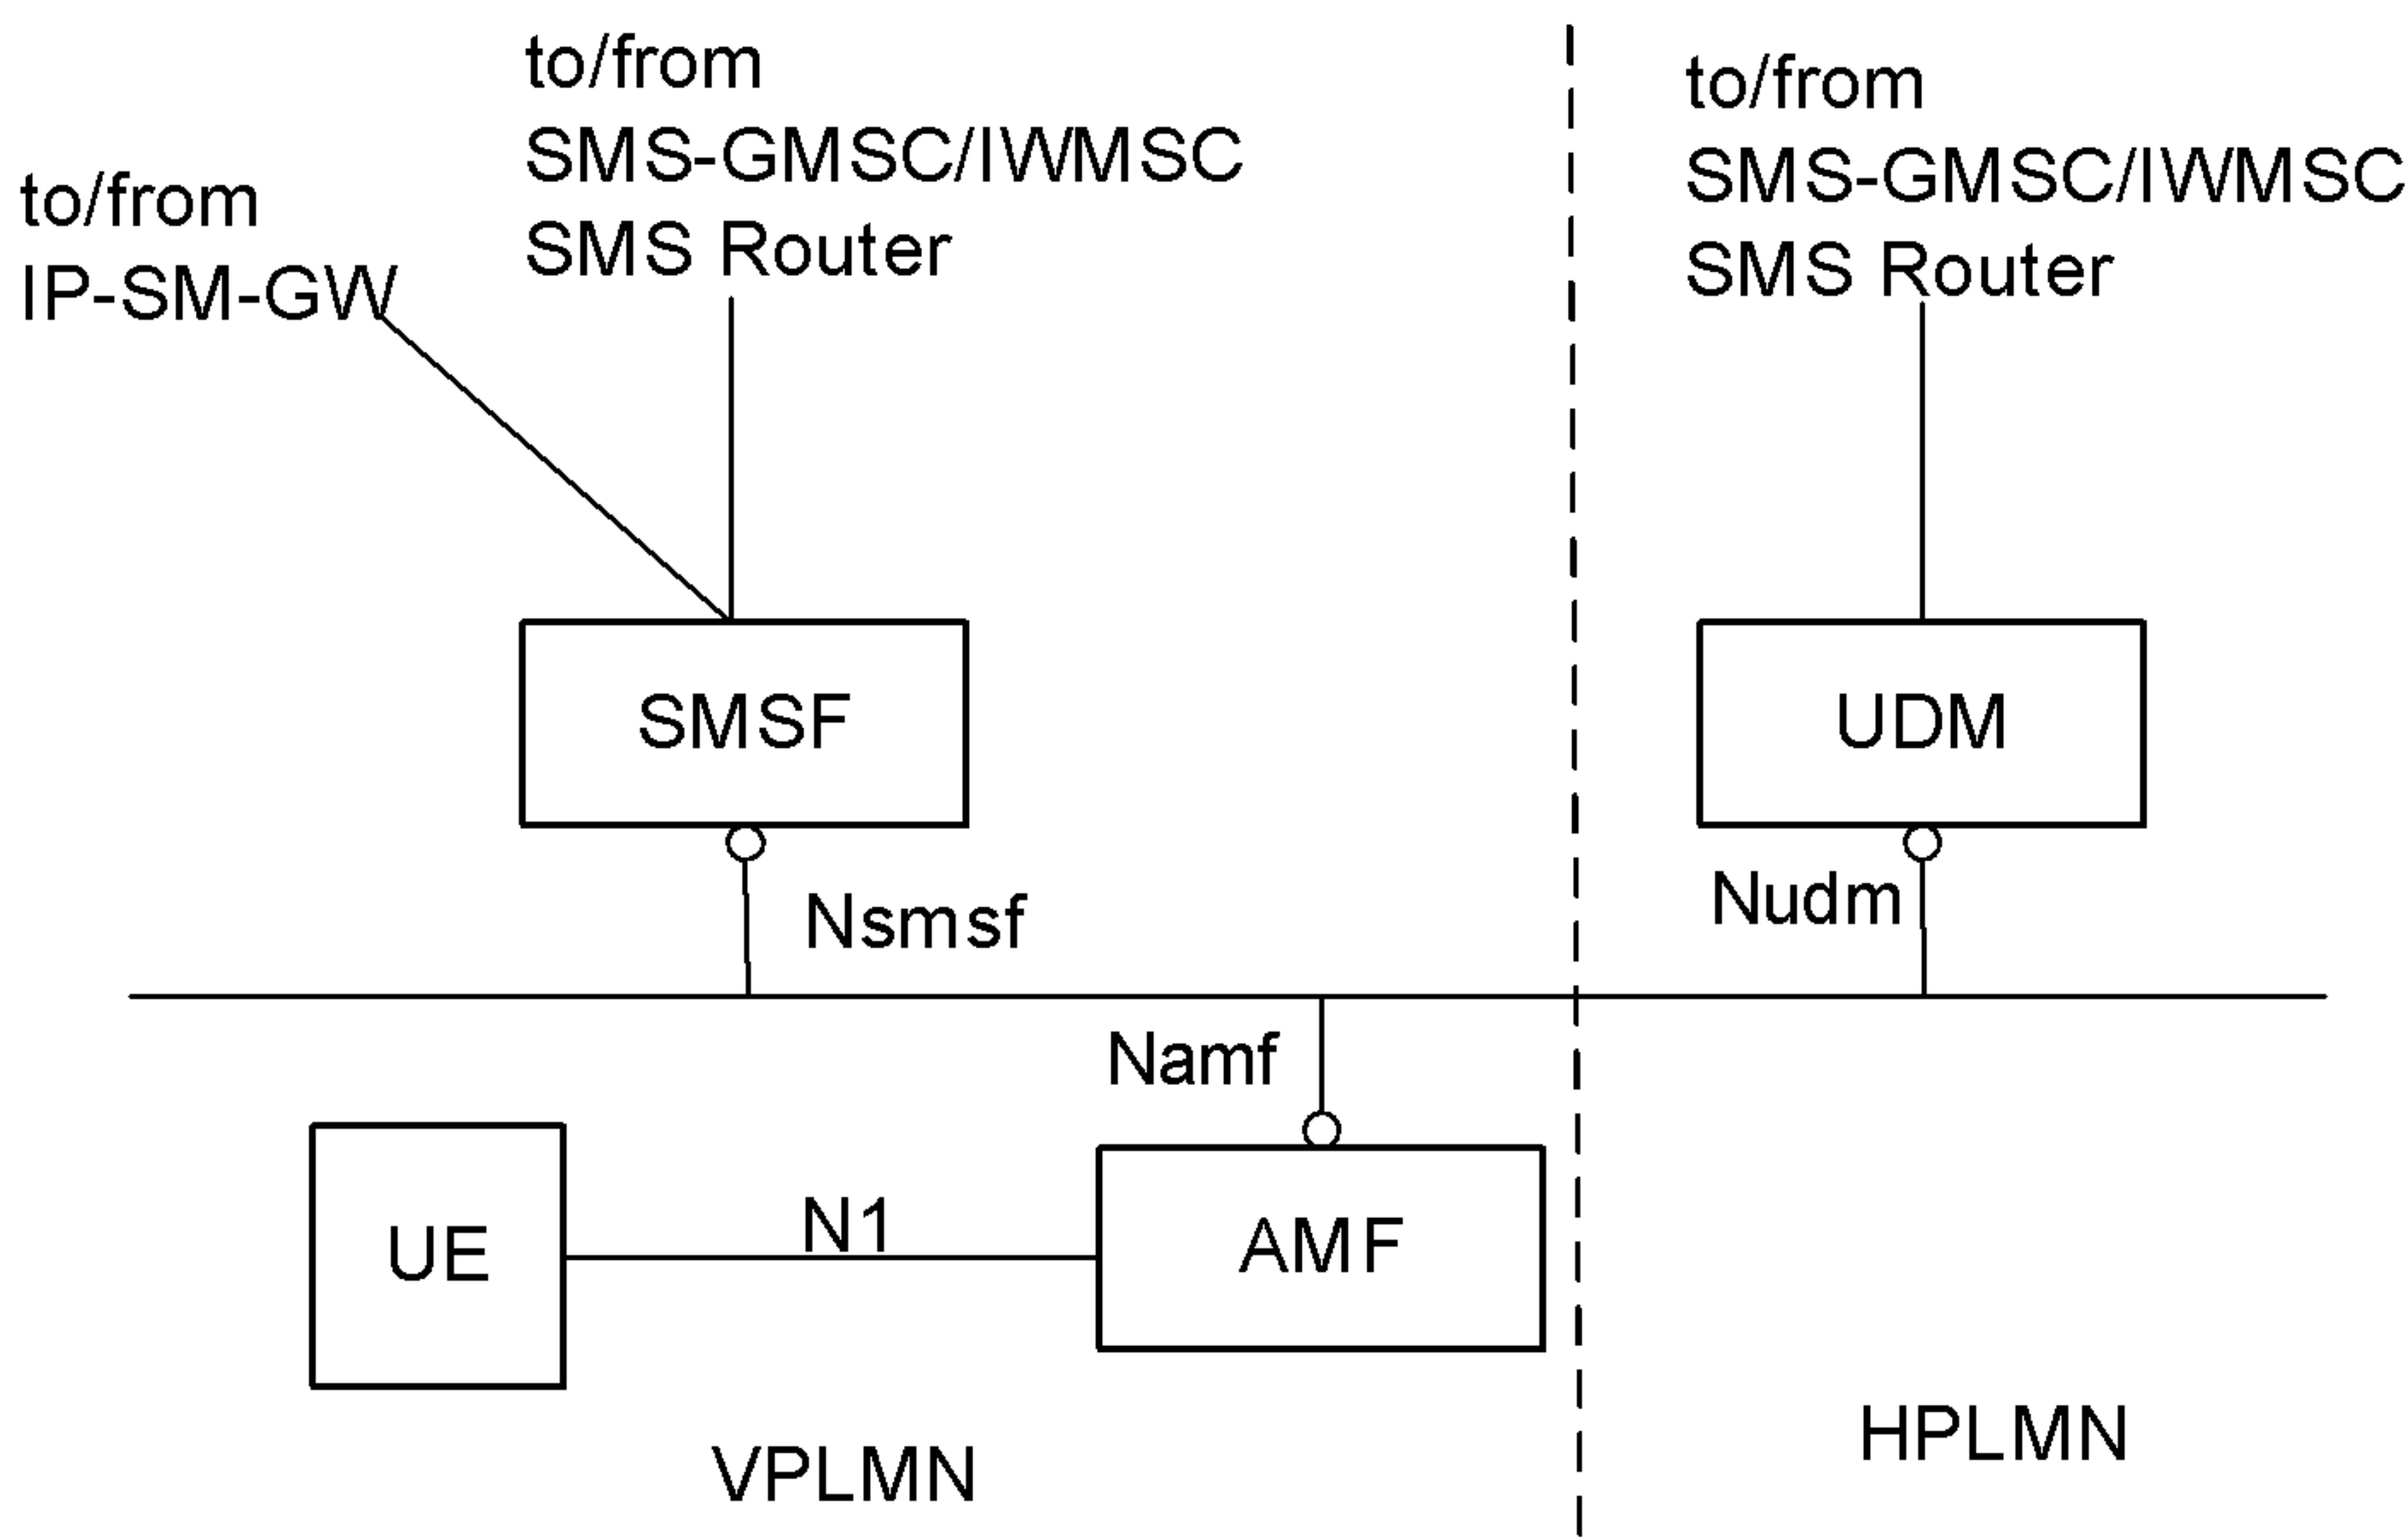 to/from
IP-SM-GW
to/from
SMS-GMSC/IWMSC
SMS Router
to/from
SMS-GMSC/IWMSC
SMS Router
SMSF
UDM
Nsmsf
Nudm
Namf
UE
N1
AMF
VPLMN
HPLMN